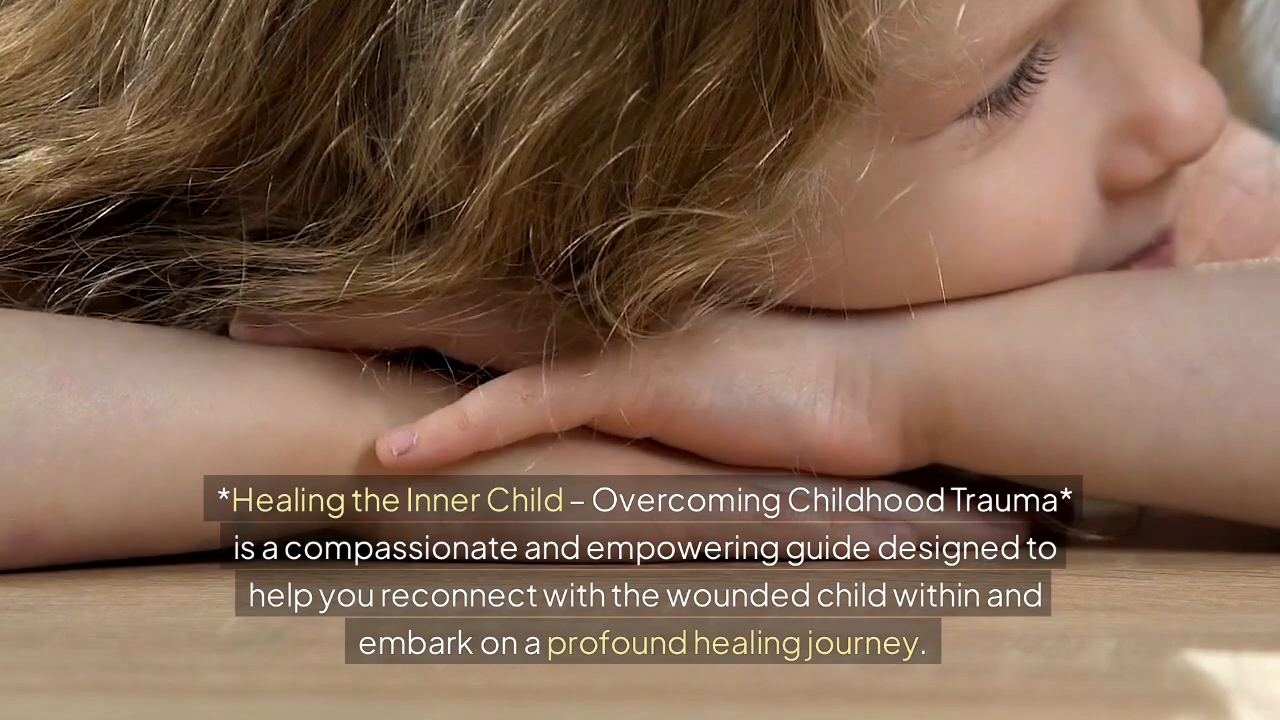 *Healing the Inner Child – Overcoming Childhood Trauma*
is a compassionate and empowering guide designed to
help you reconnect with the wounded child within and
embark on a profound healing journey.